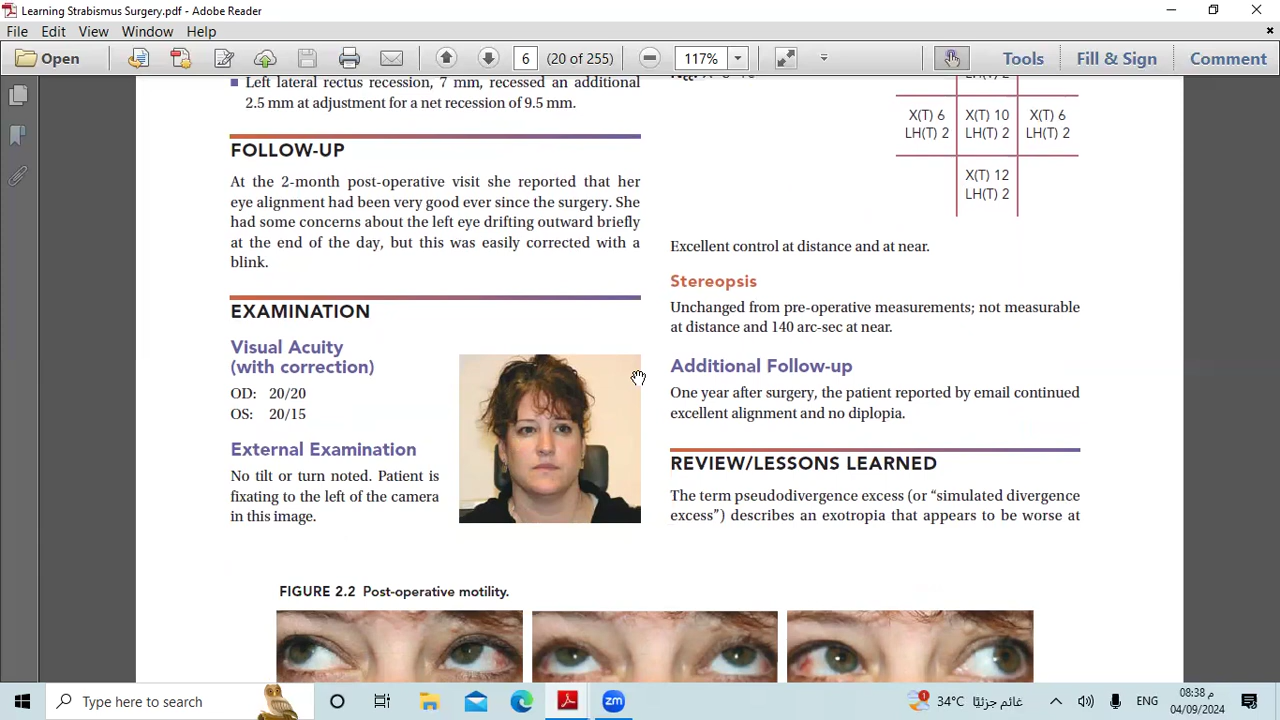 Learning Strabismus Surgery.pdf - Adobe Reader
File Edit View Window Help
Open 6 (20 of 255) 117% Tools Fill & Sign Comment
Left lateral rectus recession, 7 mm, recessed an additional
2.5 mm at adjustment for a net recession of 9.5 mm.
FOLLOW-UP
At the 2-month post-operative visit she reported that her
eye alignment had been very good ever since the surgery. She
had some concerns about the left eye drifting outward briefly
at the end of the day, but this was easily corrected with a
blink.
EXAMINATION
Visual Acuity
(with correction)
OD: 20/20
OS: 20/15
External Examination
No tilt or turn noted. Patient is
fixating to the left of the camera
in this image.
X(T) 6 X(T) 10 X(T) 6
LH(T) 2 LH(T) 2 LH(T) 2
X(T) 12
LH(T) 2
Excellent control at distance and at near.
Stereopsis
Unchanged from pre-operative measurements; not measurable
at distance and 140 arc-sec at near.
Additional Follow-up
One year after surgery, the patient reported by email continued
excellent alignment and no diplopia.
REVIEW/LESSONS LEARNED
The term pseudodivergence excess (or “simulated divergence
excess”) describes an exotropia that appears to be worse at
FIGURE 2.2 Post-operative motility.
Type here to search
zm
1
34°C غائم جزئيًا
ENG
08:38 م
04/09/2024